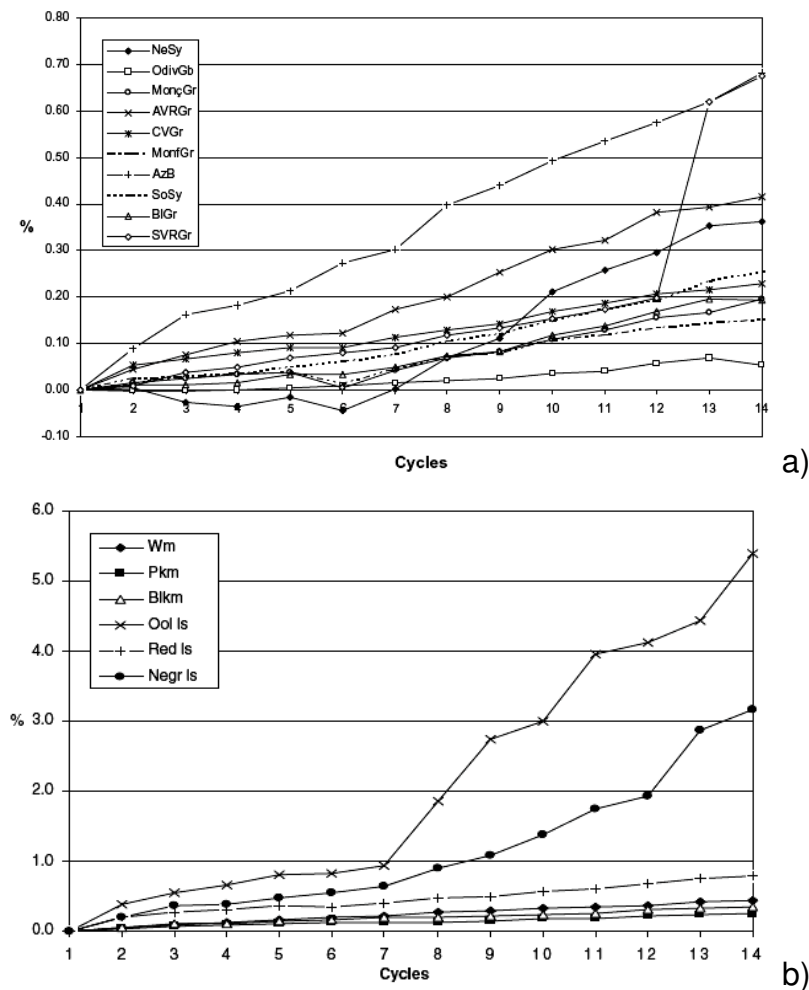 0.80
0.70
0.60
0.50
0.40
0.30
0.20
0.10
0.00
-0.10
%
NeSy
OdivGb
MonçGr
AVRGr
CVGr
MonfGr
AzB
SoSy
BlGr
SVRGr
1 2 3 4 5 6 7 8 9 10 11 12 13 14
Cycles
a)
6.0
5.0
4.0
3.0
2.0
1.0
0.0
%
Wm
Pkm
Blkm
Ool ls
Red ls
Negr ls
1 2 3 4 5 6 7 8 9 10 11 12 13 14
Cycles
b)